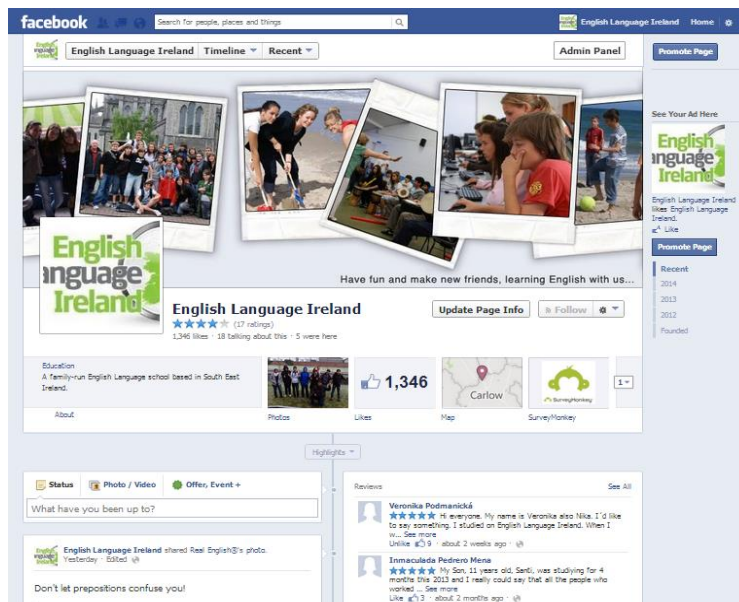 facebook
Search for people, places and things
English Language Ireland Home
English Language Ireland Timeline Recent
Admin Panel
Promote Page
See Your Ad Here
English
anguage
Ireland
English Language Ireland
likes English Language
Ireland.
Like
Promote Page
Recent
2014
2013
2012
Founded
Have fun and make new friends, learning English with us...
English
anguage
Ireland
English Language Ireland
(17 ratings)
1,346 likes · 18 talking about this · 5 were here
Update Page Info
Follow
Education
A family-run English Language school based in South East
Ireland.
About
Photos
1,346
Likes
Carlow
Map
SurveyMonkey
SurveyMonkey
1
Highlights
Status Photo / Video Offer, Event +
What have you been up to?
English Language Ireland shared Real English®'s photo.
Yesterday · Edited
Don't let prepositions confuse you!
Reviews See All
Veronika Podmanická
Hi everyone. My name is Veronika also Nika. I'd like
to say something. I studied on English Language Ireland. When I
w... See more
Unlike 9 · about 2 weeks ago
Inmaculada Pedrero Mena
My Son, 11 years old, Santi, was studiying for 4
months this 2013 and I really could say that all the people who
worked ... See more
Like 3 · about 2 months ago